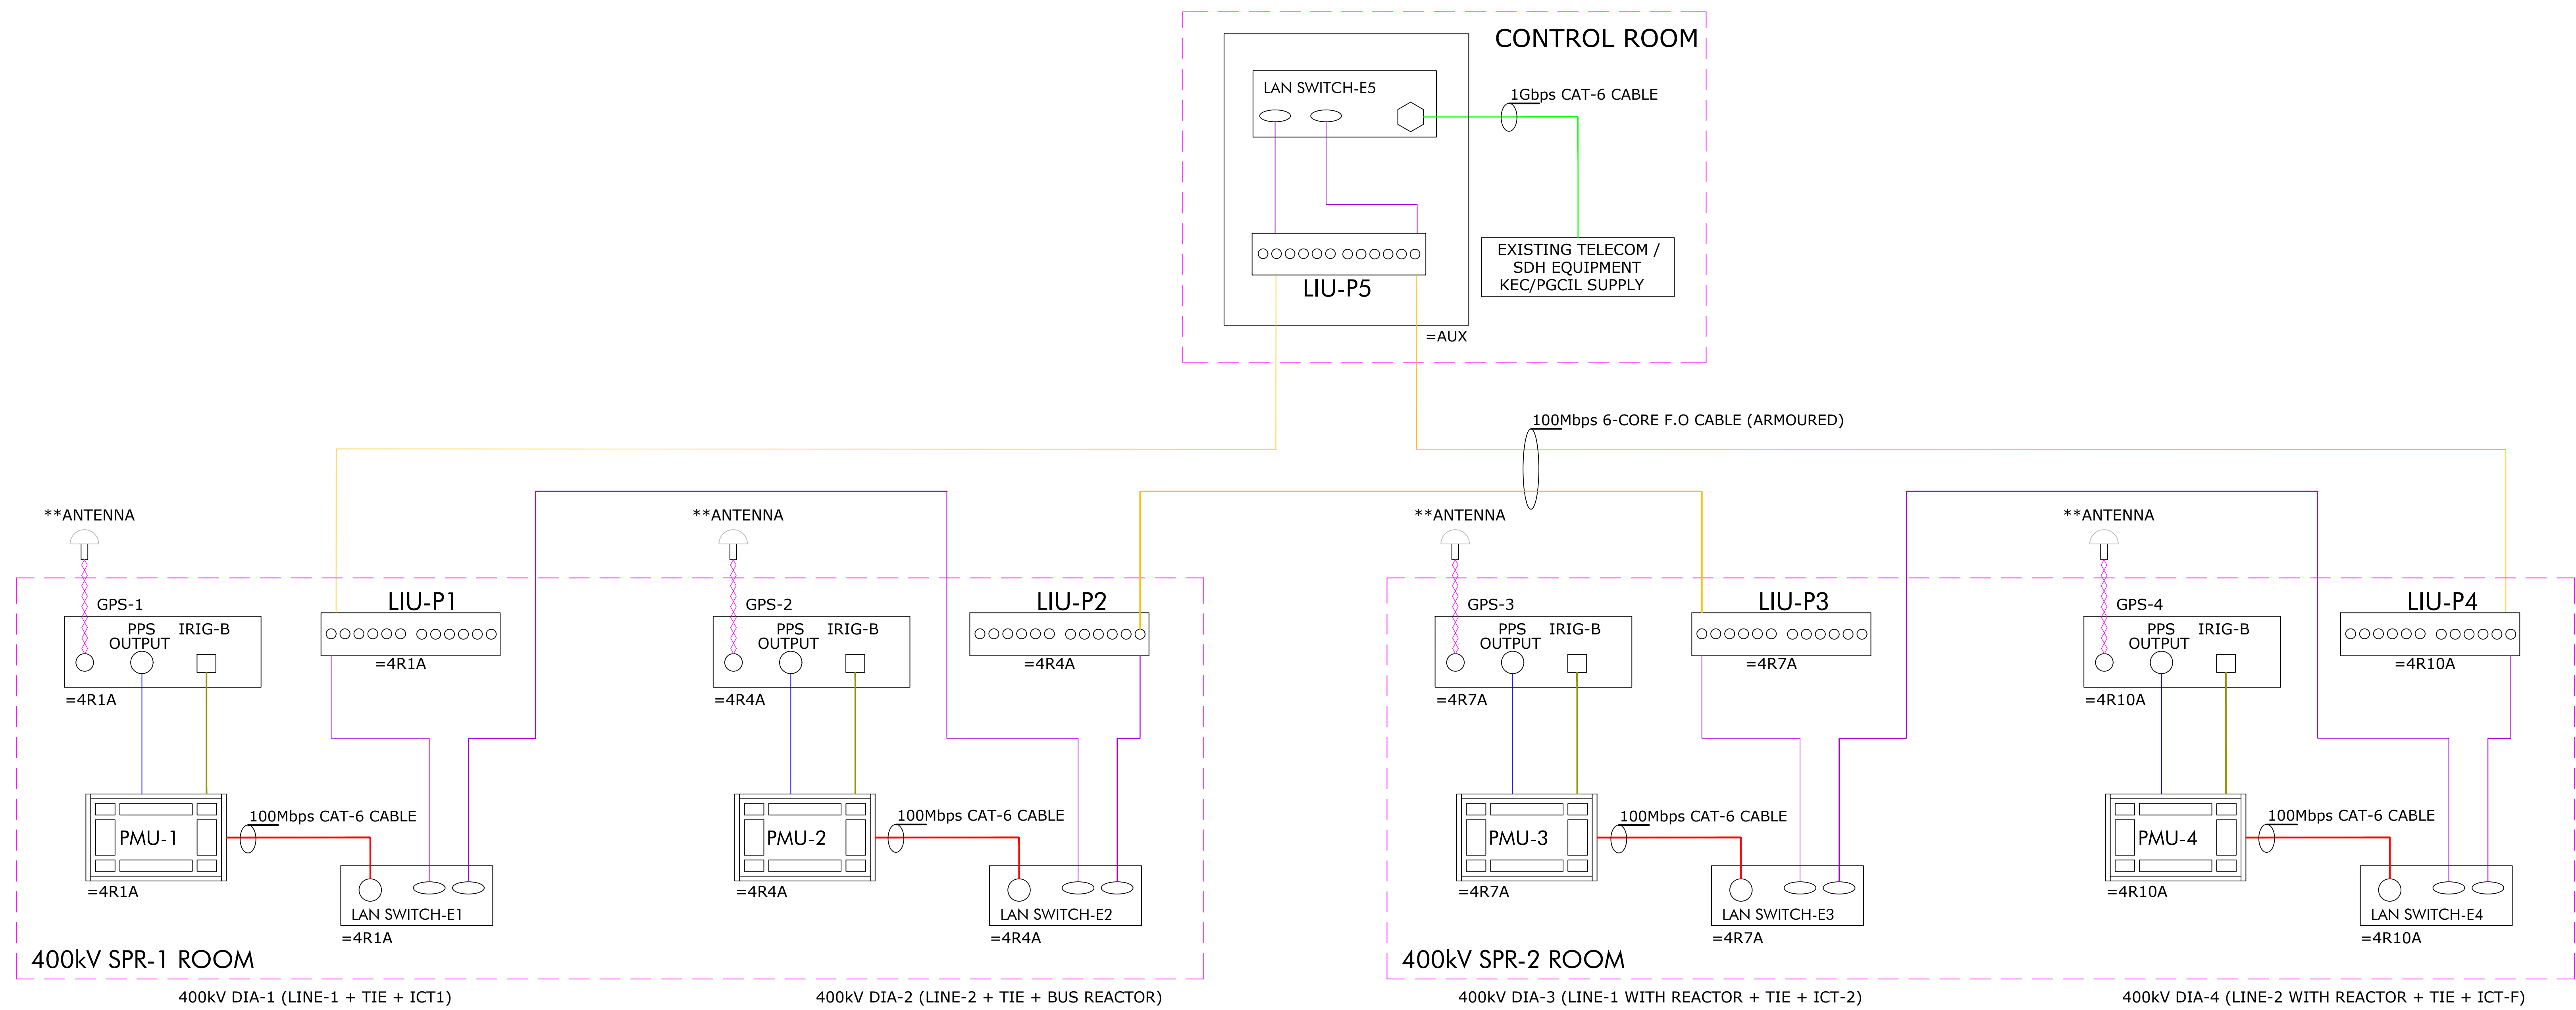 CONTROL ROOM
LAN SWITCH-E5
1Gbps CAT-6 CABLE
EXISTING TELECOM /
SDH EQUIPMENT
KEC/PGCIL SUPPLY
LIU-P5
=AUX
100Mbps 6-CORE F.O CABLE (ARMOURED)
**ANTENNA
GPS-1
PPS
OUTPUT
IRIG-B
=4R1A
LIU-P1
=4R1A
PMU-1
=4R1A
100Mbps CAT-6 CABLE
LAN SWITCH-E1
=4R1A
**ANTENNA
GPS-2
PPS
OUTPUT
IRIG-B
=4R4A
LIU-P2
=4R4A
PMU-2
=4R4A
100Mbps CAT-6 CABLE
LAN SWITCH-E2
=4R4A
400kV SPR-1 ROOM
400kV DIA-1 (LINE-1 + TIE + ICT1)
400kV DIA-2 (LINE-2 + TIE + BUS REACTOR)
**ANTENNA
GPS-3
PPS
OUTPUT
IRIG-B
=4R7A
LIU-P3
=4R7A
PMU-3
=4R7A
100Mbps CAT-6 CABLE
LAN SWITCH-E3
=4R7A
**ANTENNA
GPS-4
PPS
OUTPUT
IRIG-B
=4R10A
LIU-P4
=4R10A
PMU-4
=4R10A
100Mbps CAT-6 CABLE
LAN SWITCH-E4
=4R10A
400kV SPR-2 ROOM
400kV DIA-3 (LINE-1 WITH REACTOR + TIE + ICT-2)
400kV DIA-4 (LINE-2 WITH REACTOR + TIE + ICT-F)